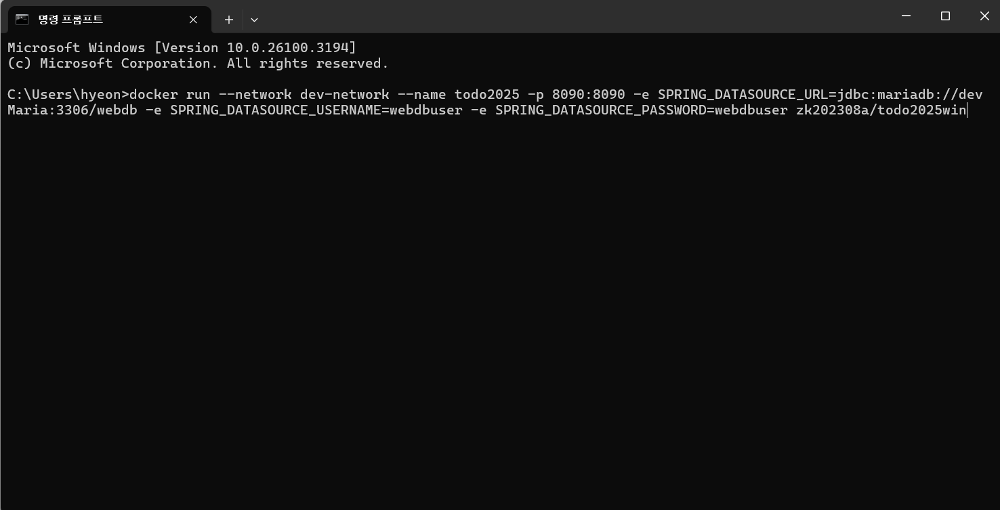 명령 프롬프트
Microsoft Windows [Version 10.0.26100.3194]
(c) Microsoft Corporation. All rights reserved.
C:\Users\hyeon>docker run --network dev-network --name todo2025 -p 8090:8090 -e SPRING_DATASOURCE_URL=jdbc:mariadb://dev
Maria:3306/webdb -e SPRING_DATASOURCE_USERNAME=webdbuser -e SPRING_DATASOURCE_PASSWORD=webdbuser zk202308a/todo2025win